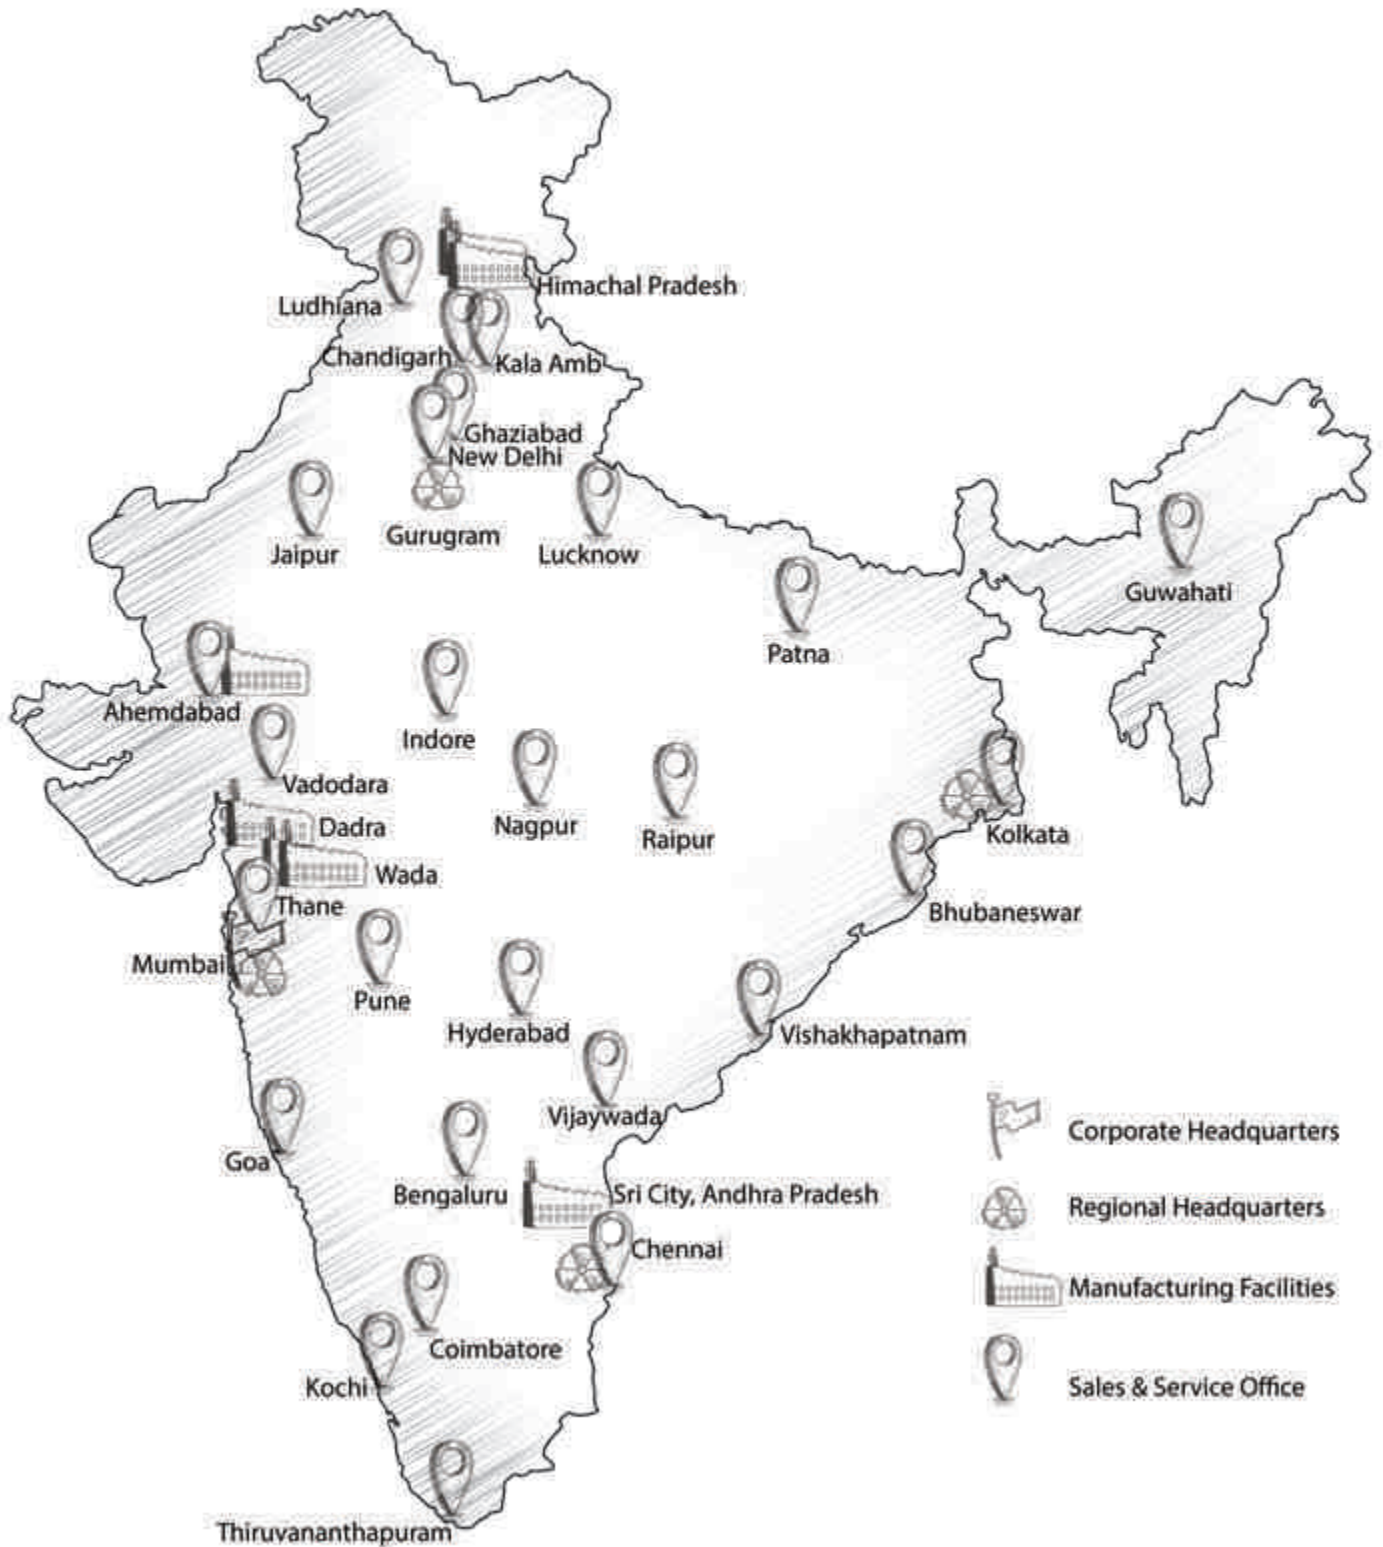 Himachal Pradesh
Ludhiana
Chandigarh
Kala Amb
Ghaziabad
New Delhi
Gurugram
Jaipur
Lucknow
Guwahati
Patna
Ahemdabad
Indore
Vadodara
Nagpur
Raipur
Dadra
Kolkata
Wada
Thane
Bhubaneswar
Mumbai
Pune
Hyderabad
Vishakhapatnam
Vijaywada
Goa
Bengaluru
Sri City, Andhra Pradesh
Chennai
Coimbatore
Kochi
Thiruvananthapuram
Corporate Headquarters
Regional Headquarters
Manufacturing Facilities
Sales & Service Office